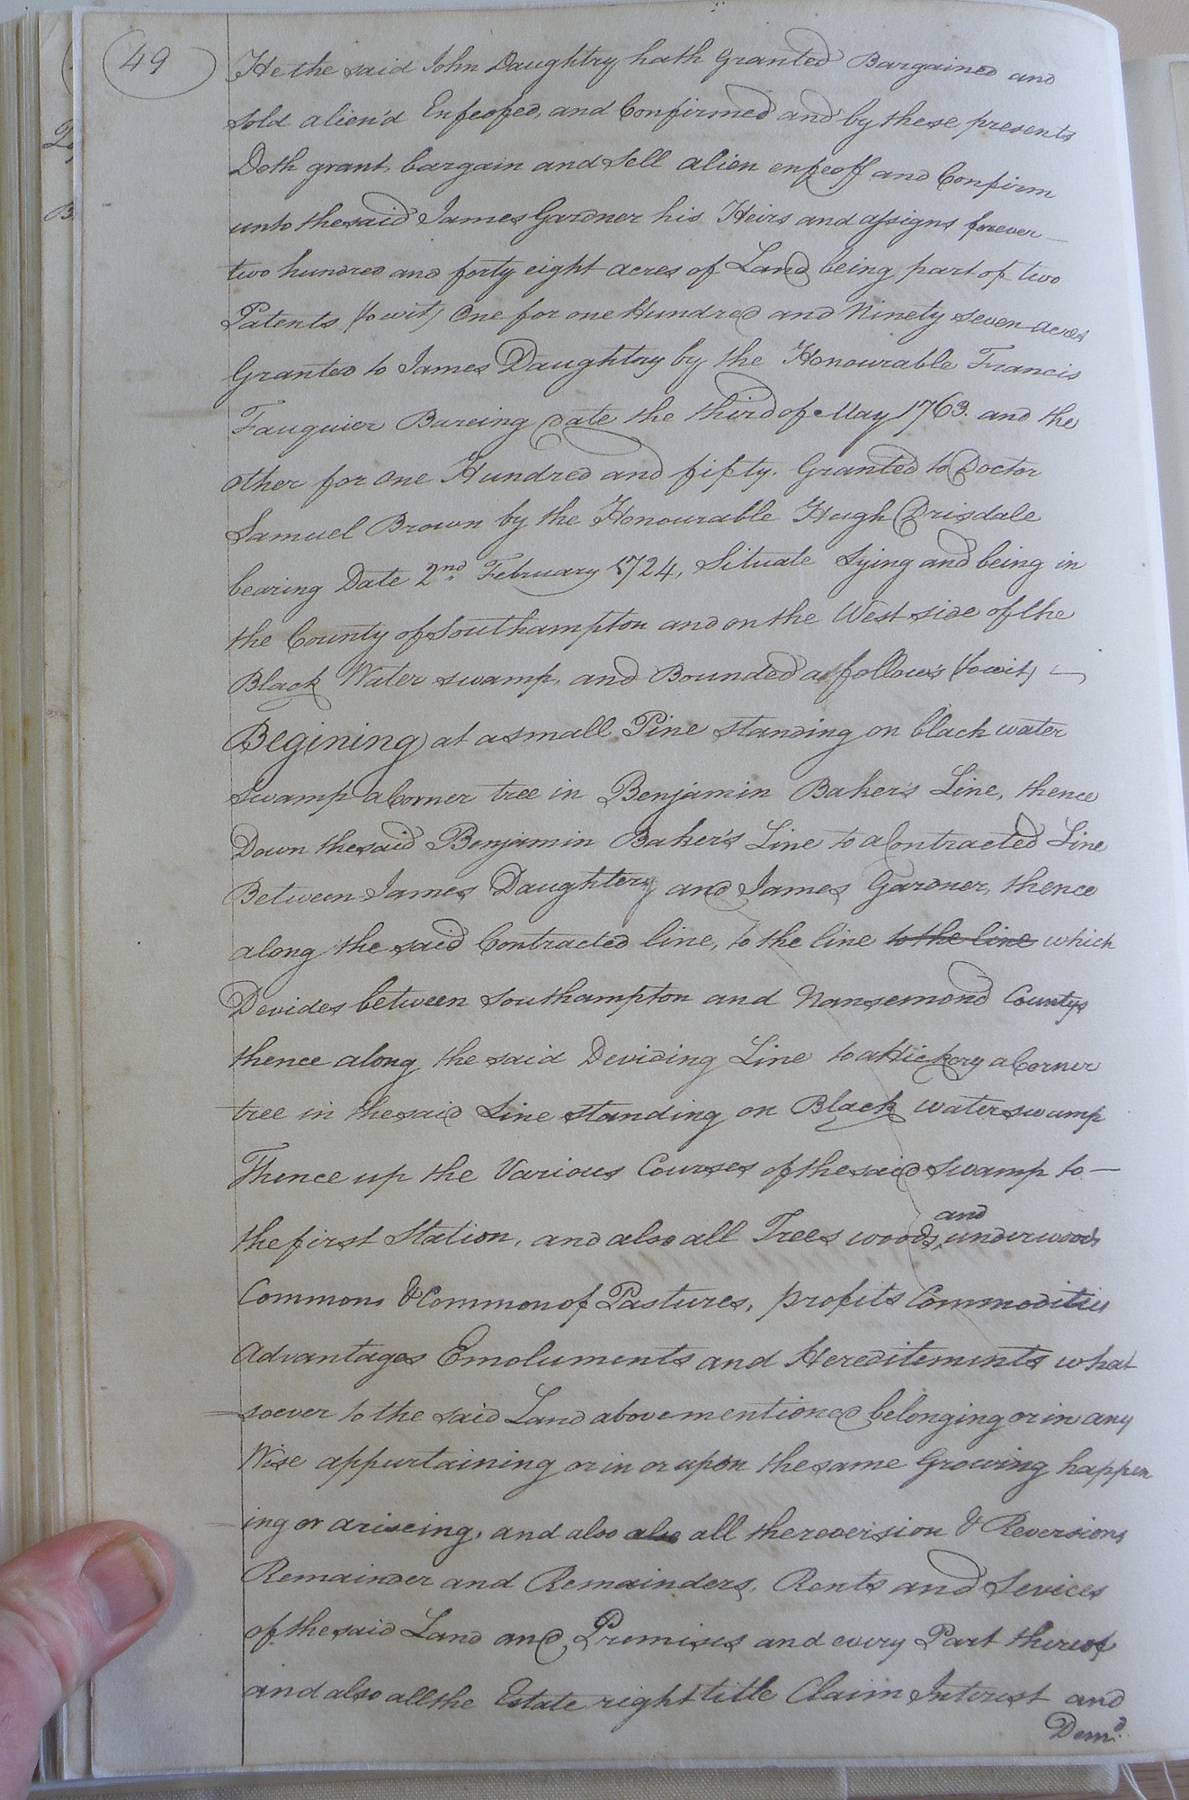 49
He the said John Daughtry hath Granted Bargained and
sold alien'd Enfeofed, and Confirmed and by these presents
Doth grant, bargain and sell alien enfeoff and Confirm
unto the said James Gardner his Heirs and assigns forever
two hundred and forty eight acres of Land being part of two
Patents (to wit) One for one Hundred and Ninety seven acres
Granted to James Daughtry by the Honourable Francis
Fauquier Bareing Date the third of May 1763. and the
other for one Hundred and fifty. Granted to Doctor
Samuel Brown by the Honourable Hugh Drisdale
bearing Date 2nd February 1724, Situate Lying and being in
the County of Southampton and on the West side of the
Black Water swamp, and Bounded as follows (to wit)
Begining at a small Pine standing on black water
Swamp a Corner tree in Benjamin Baker's Line, thence
Down the said Benjamin Baker's Line to a Contracted Line
Between James Daughtery and James Gardner, thence
along the said Contracted line, to the line to the line which
Devides between Southampton and Nansemond Countys
thence along the said Deviding Line to a Hickory a Corner
tree in the said Line standing on Black water swamp
Thence up the Various Courses of the said Swamp to —
the first Station, and also all Trees woods, and underwoods
Commons & Common of Pastures, profits Commodities
Advantages Emoluments and Hereditements what
soever to the said Land above mentioned belonging or in any
Wise appurtaining or in or upon the same Growing happen
ing or ariseing, and also also all the reversion & Reversions
Remainder and Remainders, Rents and Sevices
of the said Land and Premises and every Part thereof
and also all the Estate right title Claim Interest and
Demd.